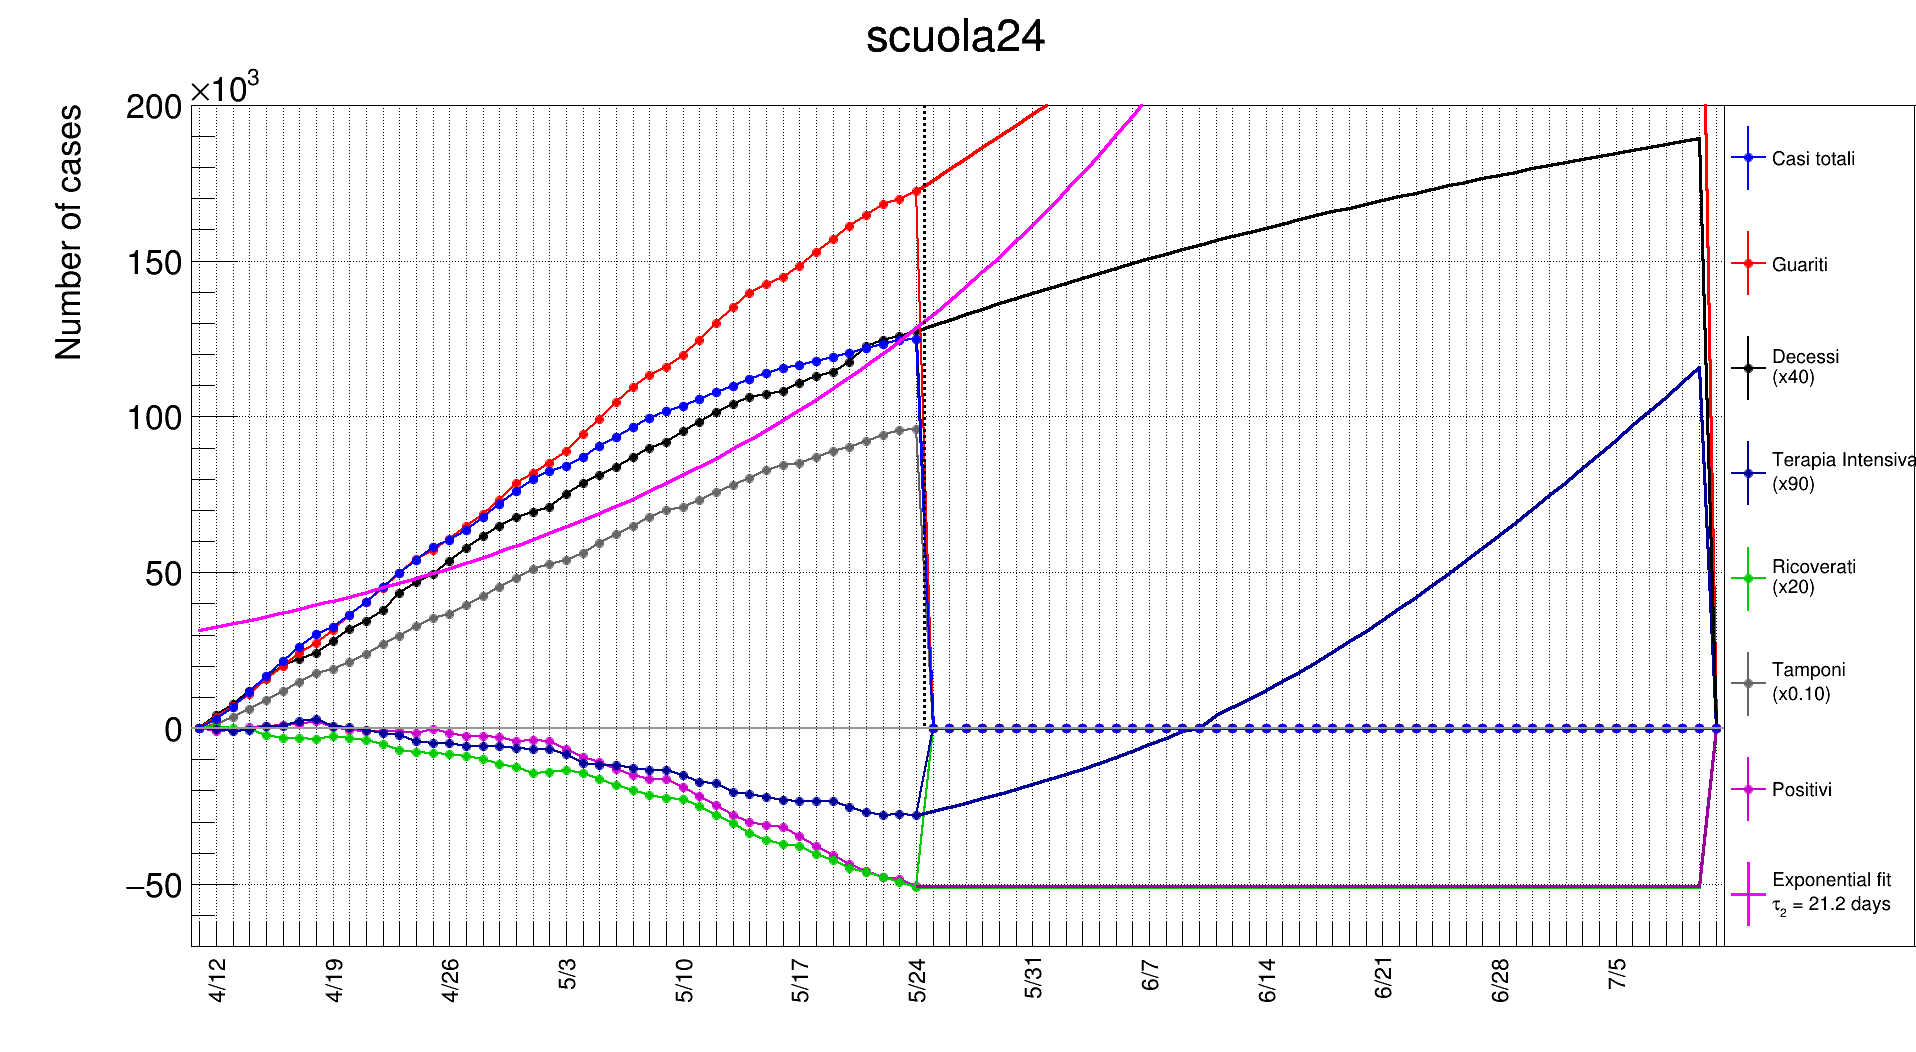 scuola24
×10³
Number of cases
200
150
100
50
0
−50
4/12
4/19
4/26
5/3
5/10
5/17
5/24
5/31
6/7
6/14
6/21
6/28
7/5
Casi totali
Guariti
Decessi
(x40)
Terapia Intensiva
(x90)
Ricoverati
(x20)
Tamponi
(x0.10)
Positivi
Exponential fit
τ₂ = 21.2 days